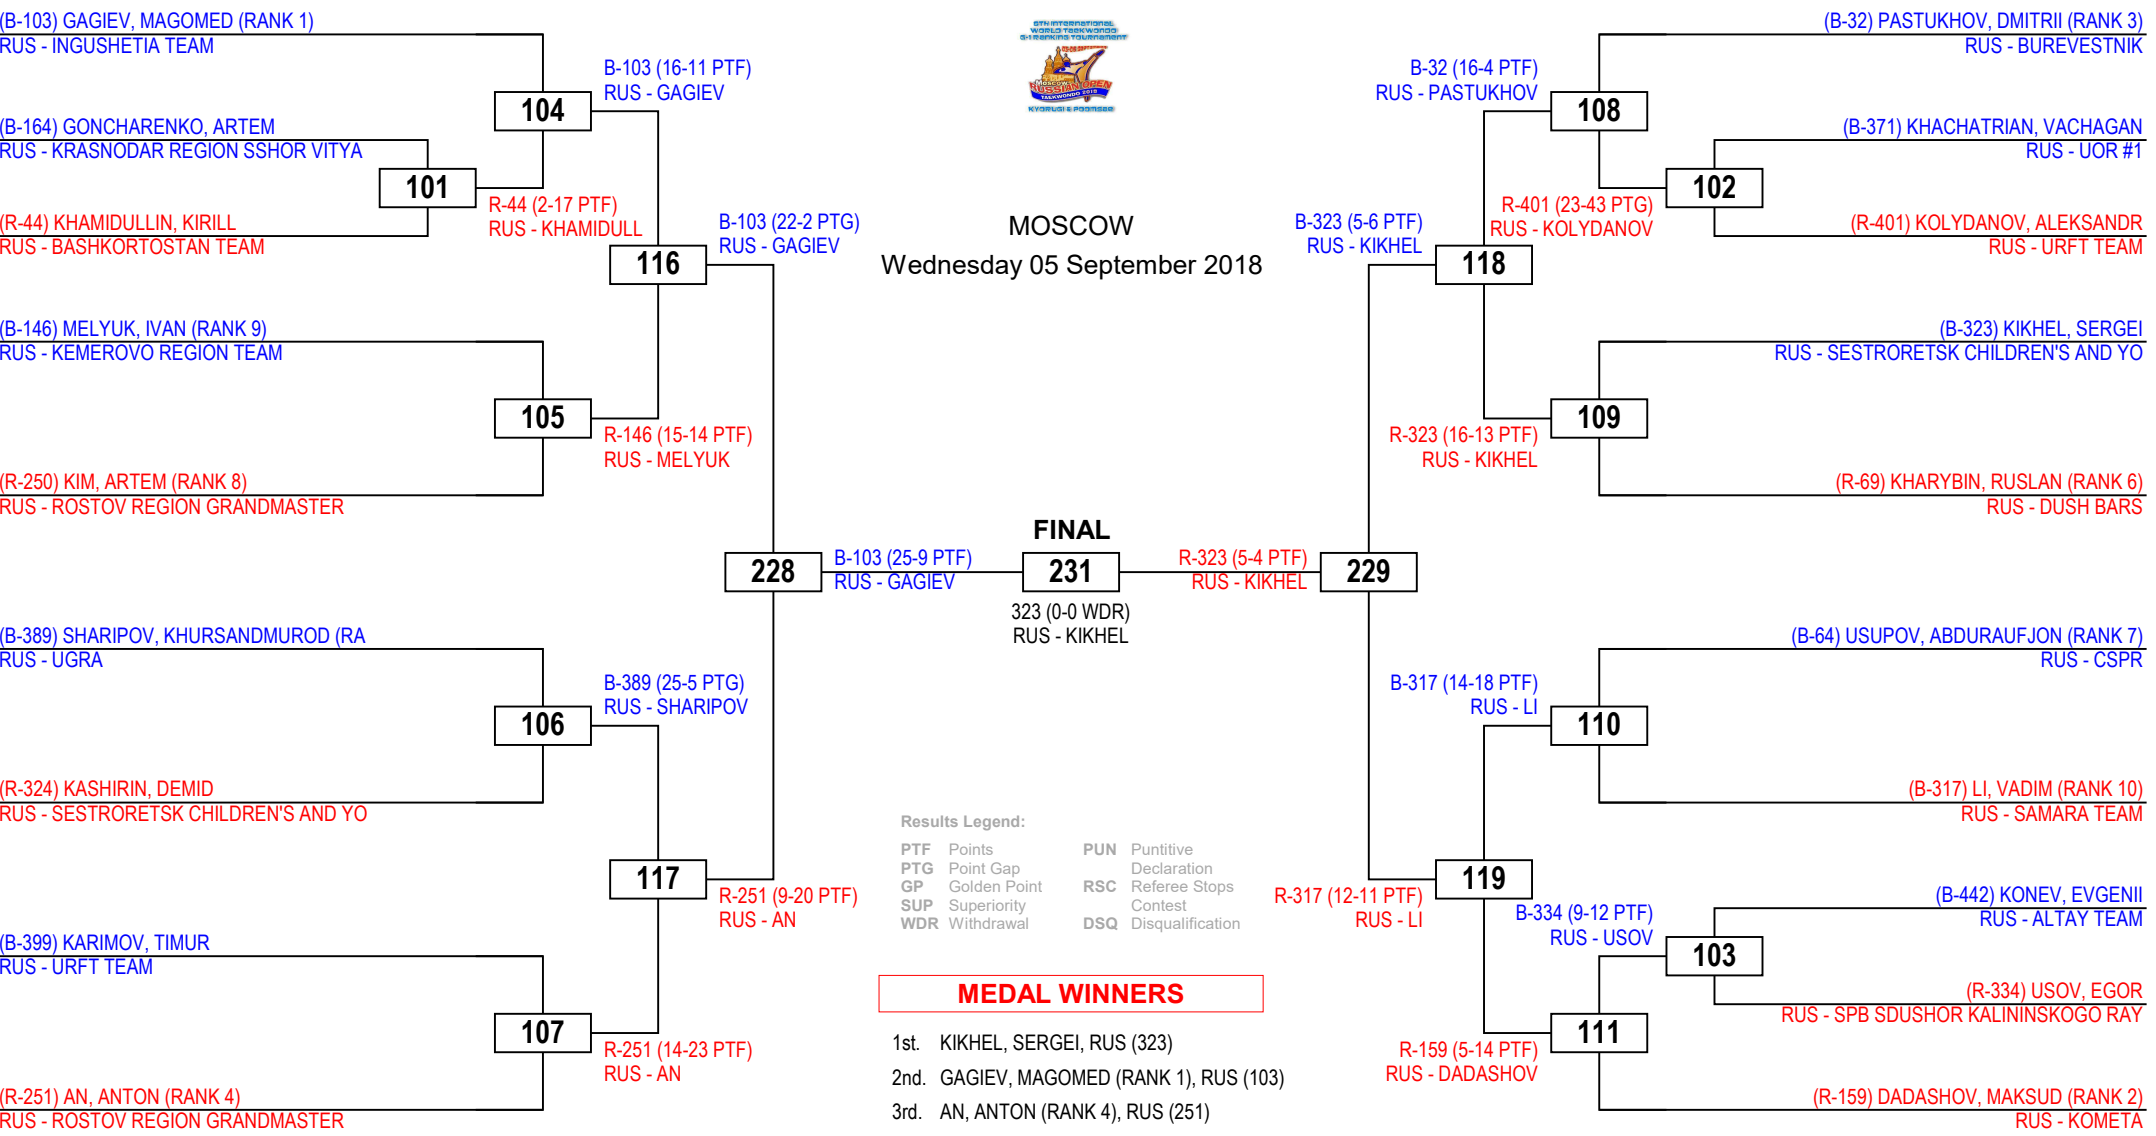 (B-103) GAGIEV, MAGOMED (RANK 1)
RUS - INGUSHETIA TEAM
(B-164) GONCHARENKO, ARTEM
RUS - KRASNODAR REGION SSHOR VITYA
(R-44) KHAMIDULLIN, KIRILL
RUS - BASHKORTOSTAN TEAM
(B-146) MELYUK, IVAN (RANK 9)
RUS - KEMEROVO REGION TEAM
(R-250) KIM, ARTEM (RANK 8)
RUS - ROSTOV REGION GRANDMASTER
(B-389) SHARIPOV, KHURSANDMUROD (RA
RUS - UGRA
(R-324) KASHIRIN, DEMID
RUS - SESTRORETSK CHILDREN'S AND YO
(B-399) KARIMOV, TIMUR
RUS - URFT TEAM
(R-251) AN, ANTON (RANK 4)
RUS - ROSTOV REGION GRANDMASTER
101
R-44 (2-17 PTF)
RUS - KHAMIDULL
104
B-103 (16-11 PTF)
RUS - GAGIEV
105
R-146 (15-14 PTF)
RUS - MELYUK
106
B-389 (25-5 PTG)
RUS - SHARIPOV
107
R-251 (14-23 PTF)
RUS - AN
116
B-103 (22-2 PTG)
RUS - GAGIEV
117
R-251 (9-20 PTF)
RUS - AN
228
B-103 (25-9 PTF)
RUS - GAGIEV
6TH INTERNATIONAL
WORLD TAEKWONDO
G-1 RANKING TOURNAMENT
Moscow
RUSSIAN OPEN
TAEKWONDO 2018
KYORUGI & POOMSAE
MOSCOW
Wednesday 05 September 2018
FINAL
231
323 (0-0 WDR)
RUS - KIKHEL
Results Legend:
PTF Points
PTG Point Gap
GP Golden Point
SUP Superiority
WDR Withdrawal
PUN Puntitive
Declaration
RSC Referee Stops
Contest
DSQ Disqualification
MEDAL WINNERS
1st. KIKHEL, SERGEI, RUS (323)
2nd. GAGIEV, MAGOMED (RANK 1), RUS (103)
3rd. AN, ANTON (RANK 4), RUS (251)
R-323 (5-4 PTF)
RUS - KIKHEL
229
B-323 (5-6 PTF)
RUS - KIKHEL
118
R-317 (12-11 PTF)
RUS - LI
119
B-32 (16-4 PTF)
RUS - PASTUKHOV
108
R-323 (16-13 PTF)
RUS - KIKHEL
109
B-317 (14-18 PTF)
RUS - LI
110
R-159 (5-14 PTF)
RUS - DADASHOV
111
R-401 (23-43 PTG)
RUS - KOLYDANOV
102
B-334 (9-12 PTF)
RUS - USOV
103
(B-32) PASTUKHOV, DMITRII (RANK 3)
RUS - BUREVESTNIK
(B-371) KHACHATRIAN, VACHAGAN
RUS - UOR #1
(R-401) KOLYDANOV, ALEKSANDR
RUS - URFT TEAM
(B-323) KIKHEL, SERGEI
RUS - SESTRORETSK CHILDREN'S AND YO
(R-69) KHARYBIN, RUSLAN (RANK 6)
RUS - DUSH BARS
(B-64) USUPOV, ABDURAUFJON (RANK 7)
RUS - CSPR
(B-317) LI, VADIM (RANK 10)
RUS - SAMARA TEAM
(B-442) KONEV, EVGENII
RUS - ALTAY TEAM
(R-334) USOV, EGOR
RUS - SPB SDUSHOR KALININSKOGO RAY
(R-159) DADASHOV, MAKSUD (RANK 2)
RUS - KOMETA